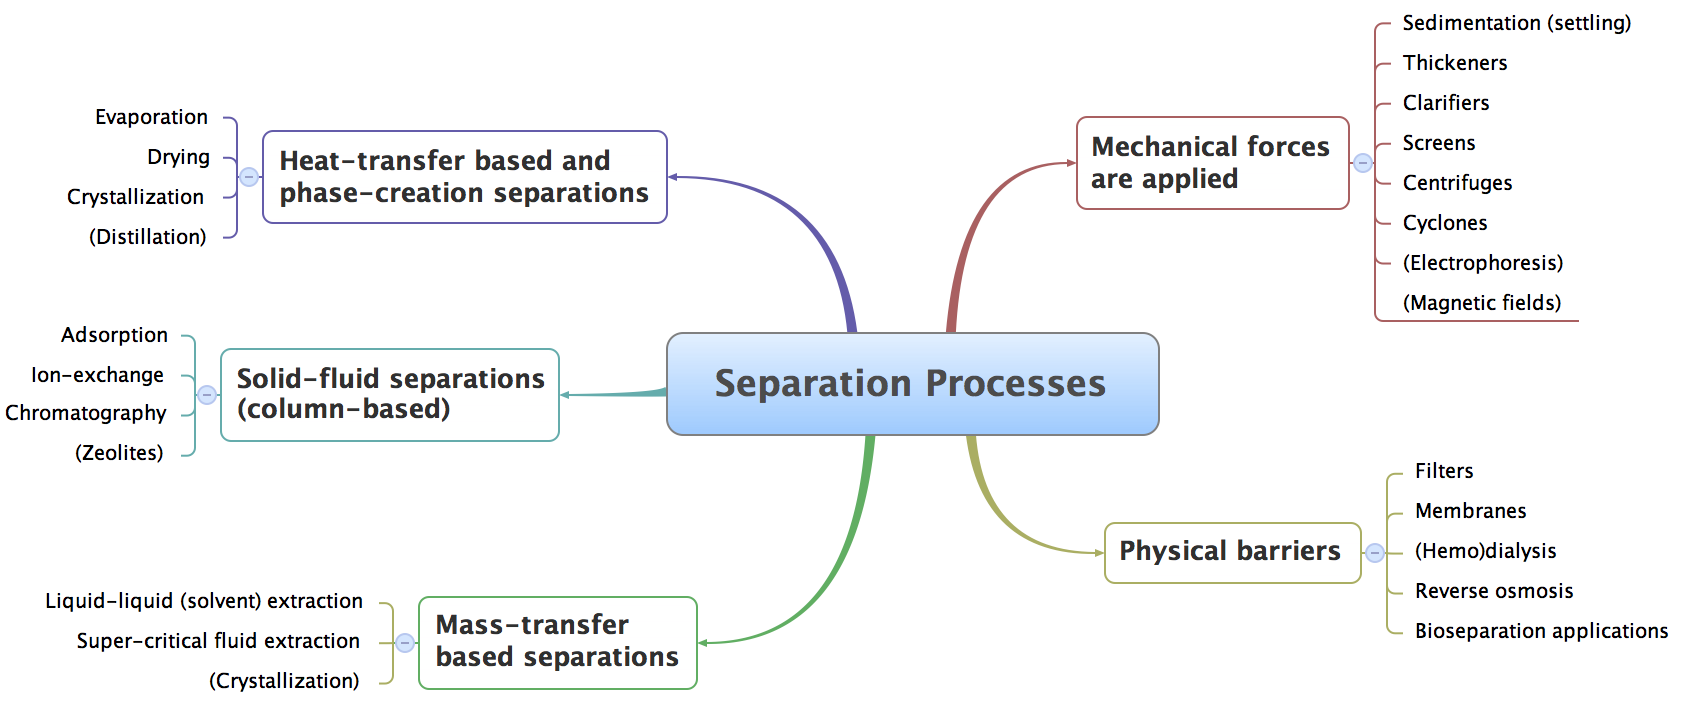 Separation Processes
Mechanical forces
are applied
Sedimentation (settling)
Thickeners
Clarifiers
Screens
Centrifuges
Cyclones
(Electrophoresis)
(Magnetic fields)
Physical barriers
Filters
Membranes
(Hemo)dialysis
Reverse osmosis
Bioseparation applications
Heat-transfer based and
phase-creation separations
Evaporation
Drying
Crystallization
(Distillation)
Solid-fluid separations
(column-based)
Adsorption
Ion-exchange
Chromatography
(Zeolites)
Mass-transfer
based separations
Liquid-liquid (solvent) extraction
Super-critical fluid extraction
(Crystallization)